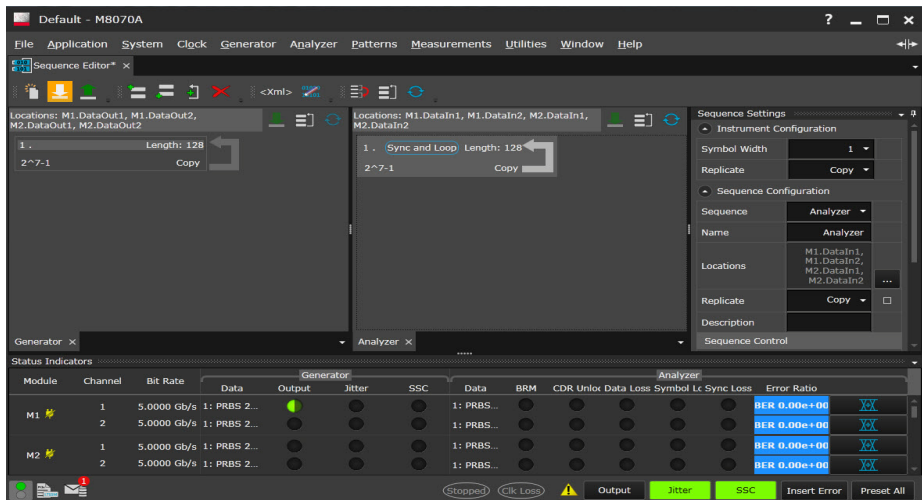 Default - M8070A
?
File Application System Clock Generator Analyzer Patterns Measurements Utilities Window Help
Sequence Editor*
<Xml>
Locations: M1.DataOut1, M1.DataOut2,
M2.DataOut1, M2.DataOut2
1 . Length: 128
2^7-1 Copy
Generator
Locations: M1.DataIn1, M1.DataIn2, M2.DataIn1,
M2.DataIn2
1 . Sync and Loop Length: 128
2^7-1 Copy
Analyzer
Sequence Settings
Instrument Configuration
Symbol Width 1
Replicate Copy
Sequence Configuration
Sequence Analyzer
Name Analyzer
Locations M1.DataIn1,
M1.DataIn2,
M2.DataIn1,
M2.DataIn2 ...
Replicate Copy
Description
Sequence Control
Status Indicators
Generator Analyzer
Module Channel Bit Rate Data Output Jitter SSC Data BRM CDR Unloc Data Loss Symbol Lc Sync Loss Error Ratio
M1 1 5.0000 Gb/s 1: PRBS 2... 1: PRBS... BER 0.00e+00
2 5.0000 Gb/s 1: PRBS 2... 1: PRBS... BER 0.00e+00
M2 1 5.0000 Gb/s 1: PRBS 2... 1: PRBS... BER 0.00e+00
2 5.0000 Gb/s 1: PRBS 2... 1: PRBS... BER 0.00e+00
1
Stopped Clk Loss Output Jitter SSC Insert Error Preset All